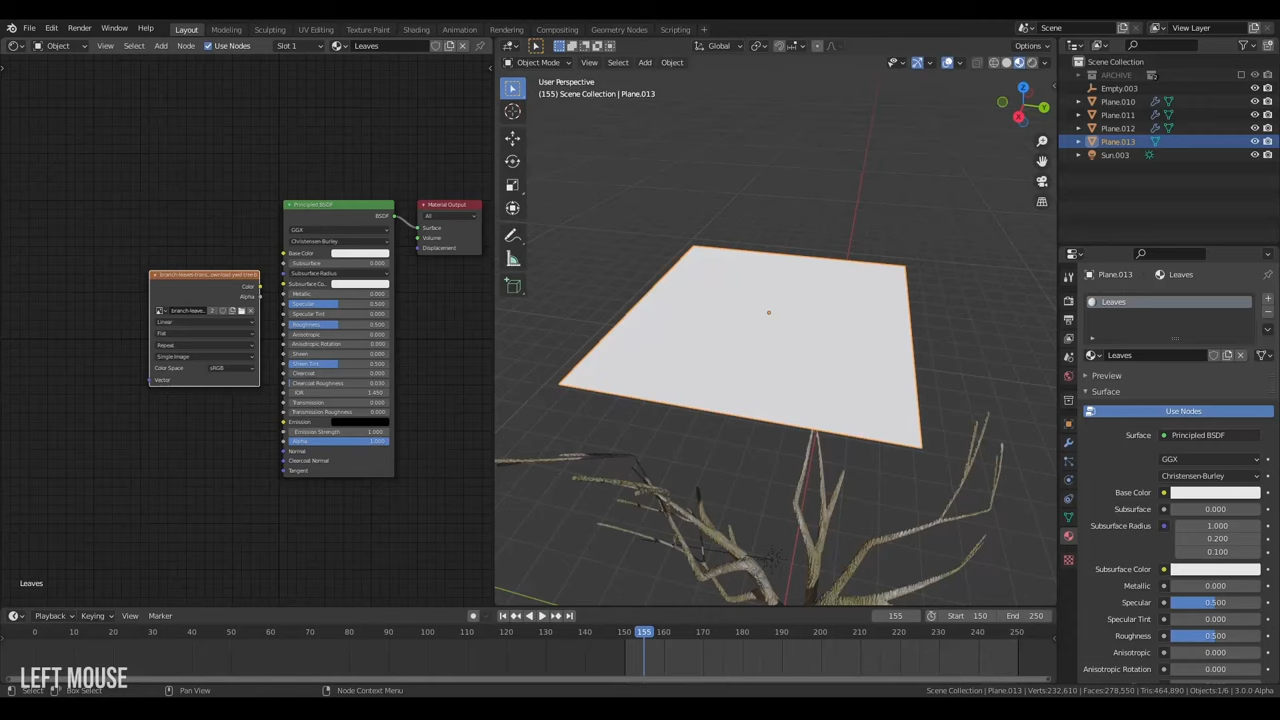 File Edit Render Window Help Layout Modeling Sculpting UV Editing Texture Paint Shading Animation Rendering Compositing Geometry Nodes Scripting Scene View Layer
Object View Select Add Node Use Nodes Slot 1 Leaves Global Options
Object Mode View Select Add Object
User Perspective
(155) Scene Collection | Plane.013
Z
Y
X
Scene Collection
ARCHIVE
Empty.003
Plane.010
Plane.011
Plane.012
Plane.013
Sun.003
Color
Alpha
branch-leave..
2
Linear
Flat
Repeat
Single Image
Color Space sRGB
Vector
Principled BSDF
BSDF
GGX
Christensen-Burley
Base Color
Subsurface 0.000
Subsurface Radius
Subsurface Co..
Metallic 0.000
Specular 0.500
Specular Tint 0.000
Roughness 0.500
Anisotropic 0.000
Anisotropic Rotation 0.000
Sheen 0.000
Sheen Tint 0.500
Clearcoat 0.000
Clearcoat Roughness 0.030
IOR 1.450
Transmission 0.000
Transmission Roughness 0.000
Emission
Emission Strength 1.000
Alpha 1.000
Normal
Clearcoat Normal
Tangent
Material Output
All
Surface
Volume
Displacement
Leaves
Plane.013 Leaves
Leaves
Leaves
Preview
Surface
Use Nodes
Surface Principled BSDF
GGX
Christensen-Burley
Base Color
Subsurface 0.000
Subsurface Radius 1.000
0.200
0.100
Subsurface Color
Metallic 0.000
Specular 0.500
Specular Tint 0.000
Roughness 0.500
Anisotropic 0.000
Anisotropic Rotation 0.000
Playback Keying View Marker 155 Start 150 End 250
0 10 20 30 40 50 60 70 80 90 100 110 120 130 140 150 155 160 170 180 190 200 210 220 230 240 250
LEFT MOUSE
Select Box Select Pan View Node Context Menu Scene Collection | Plane.013 | Verts:232,610 | Faces:278,550 | Tris:464,890 | Objects:1/6 | 3.0.0 Alpha